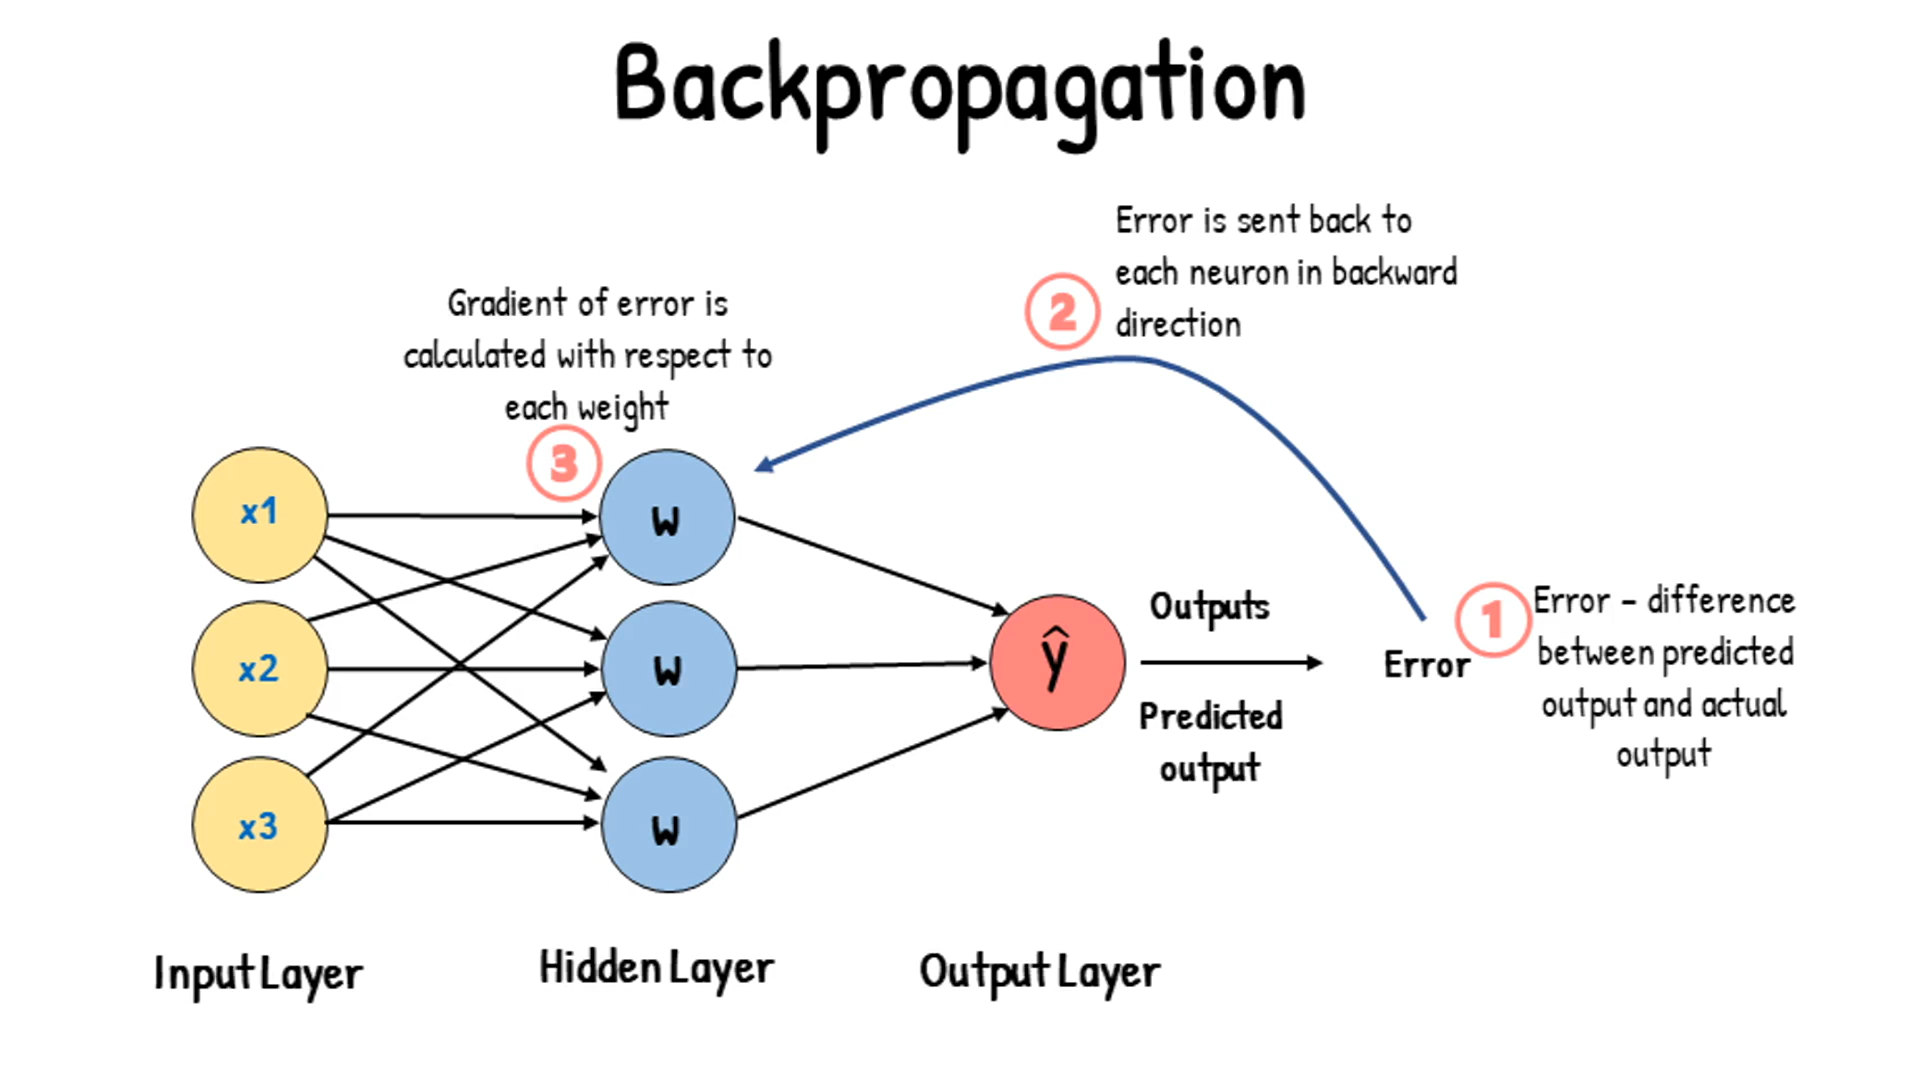 Backpropagation
Error is sent back to
each neuron in backward
direction
2
Gradient of error is
calculated with respect to
each weight
3
x1
x2
x3
w
w
w
ŷ
Outputs
Predicted
output
Error
1
Error - difference
between predicted
output and actual
output
Input Layer
Hidden Layer
Output Layer